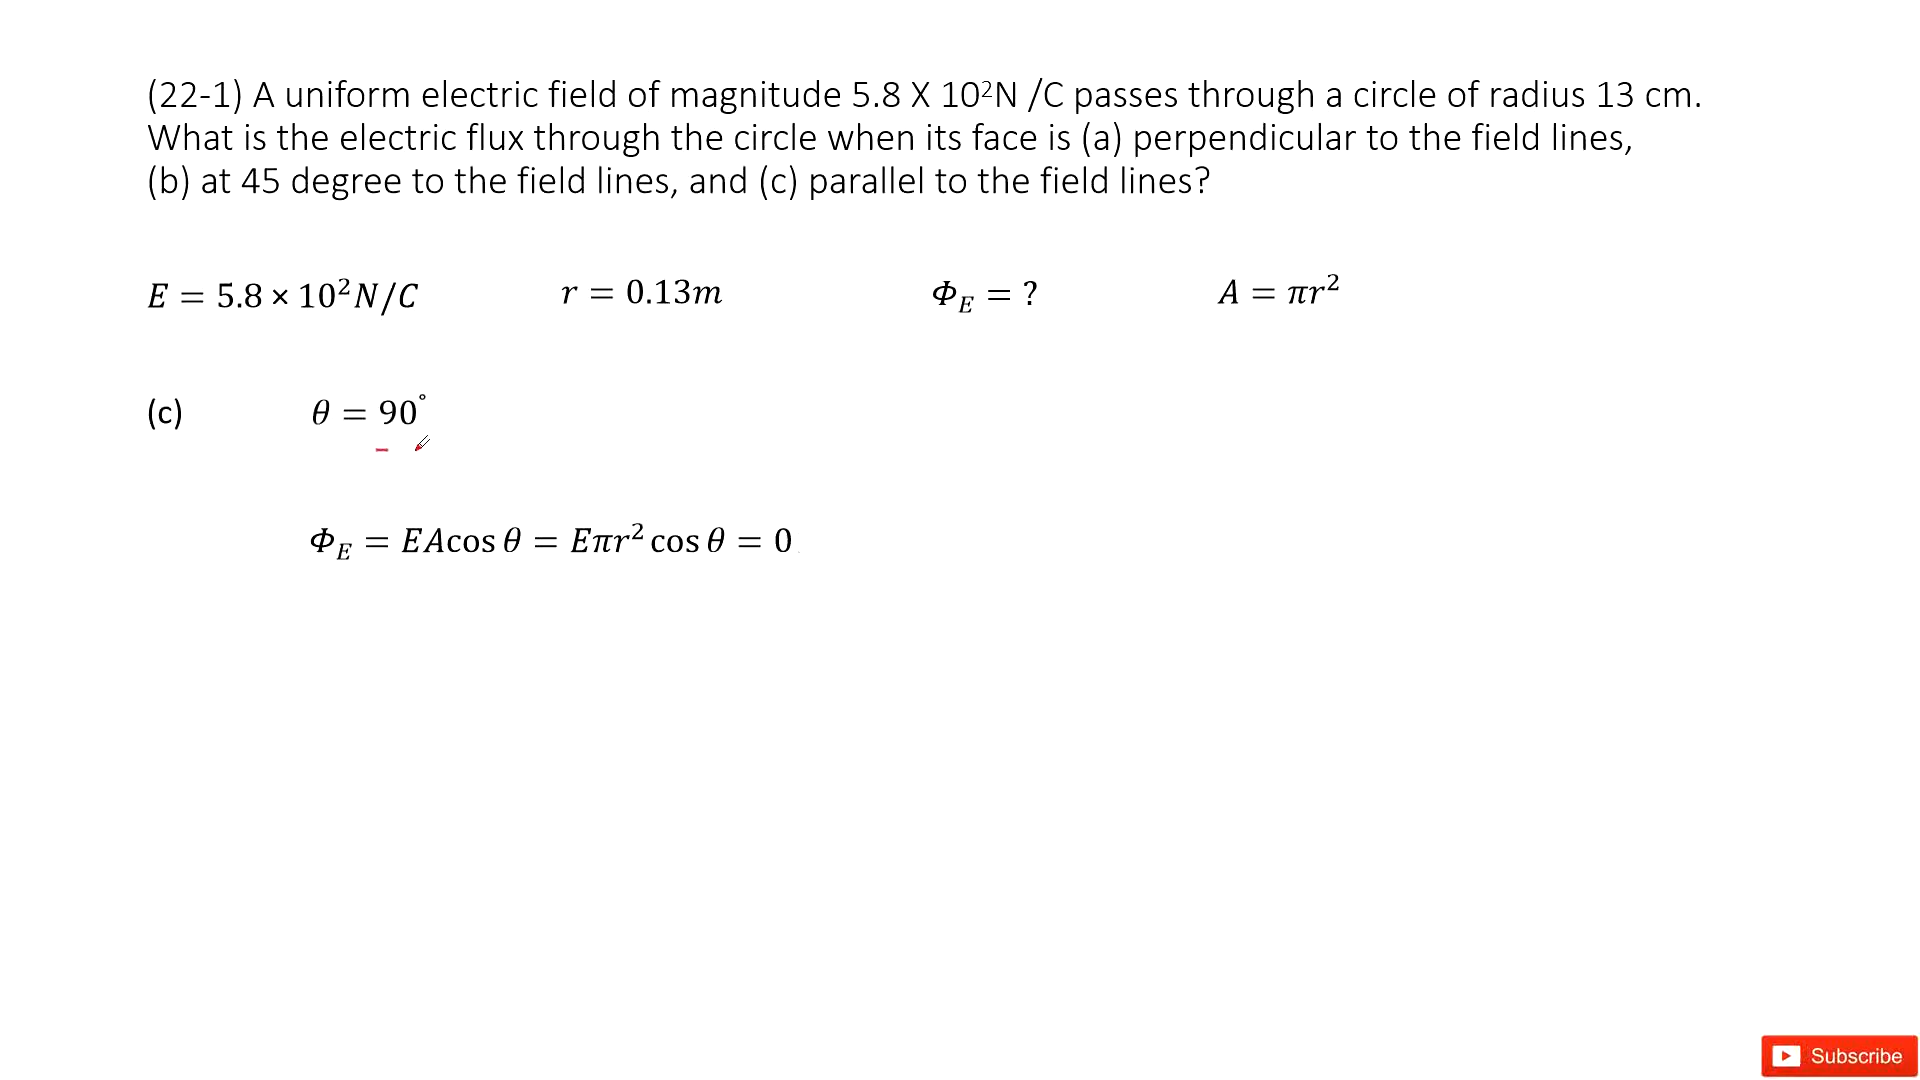 (22-1) A uniform electric field of magnitude 5.8 X 10²N /C passes through a circle of radius 13 cm.
What is the electric flux through the circle when its face is (a) perpendicular to the field lines,
(b) at 45 degree to the field lines, and (c) parallel to the field lines?
E = 5.8 × 10²N/C r = 0.13m Φ_E = ? A = πr²
(c) θ = 90°
Φ_E = EAcos θ = Eπr² cos θ = 0
Subscribe